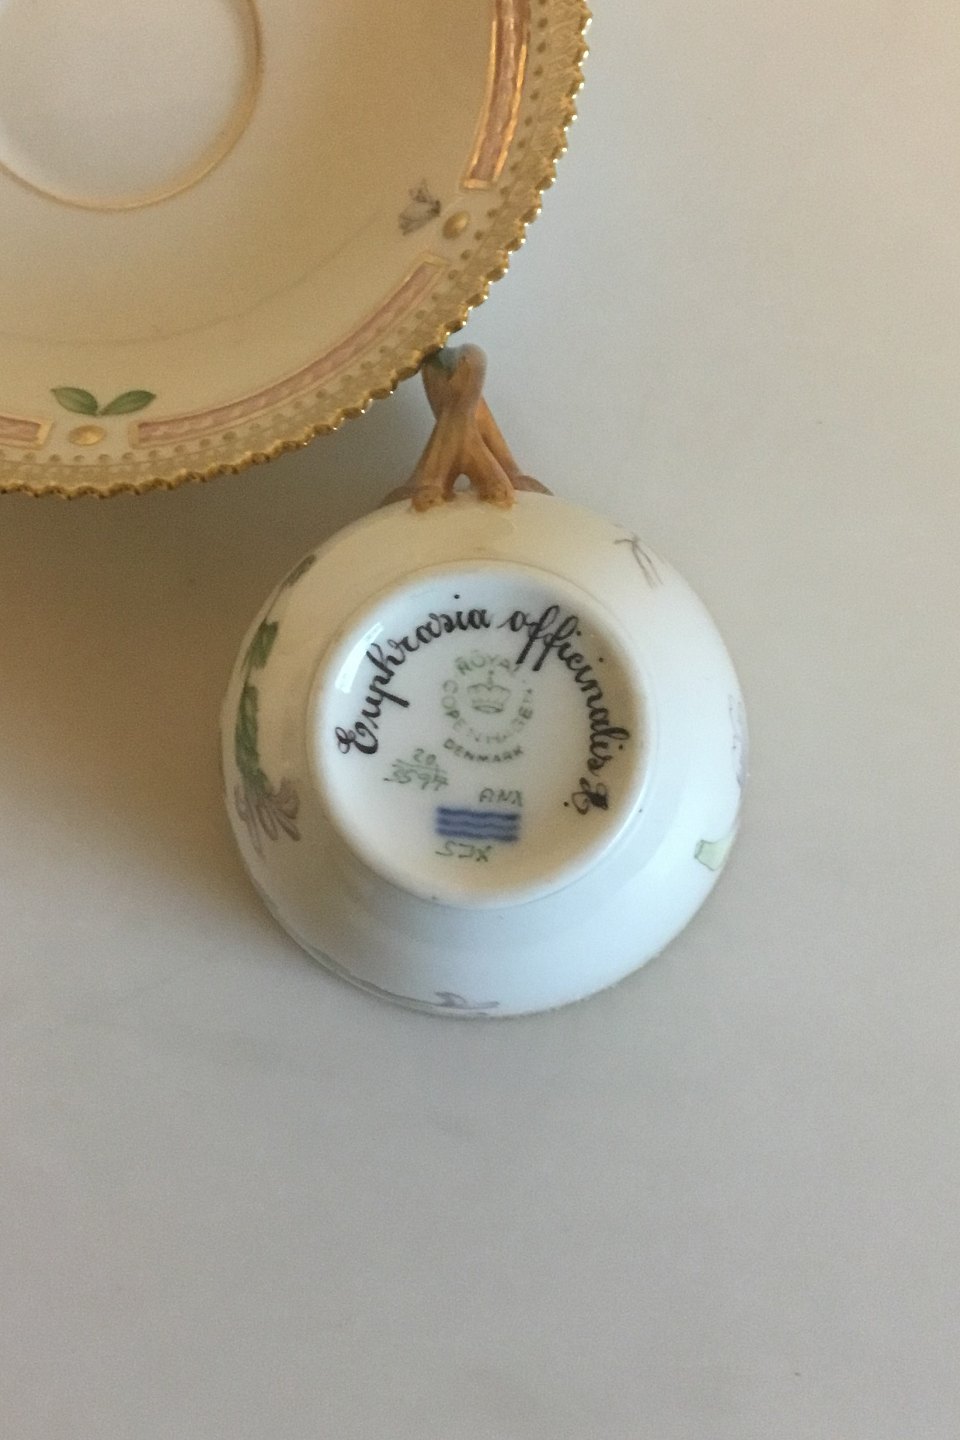 Euphrasia officinalis L.
ROYAL COPENHAGEN
DENMARK
20
3597
ANX
SJX